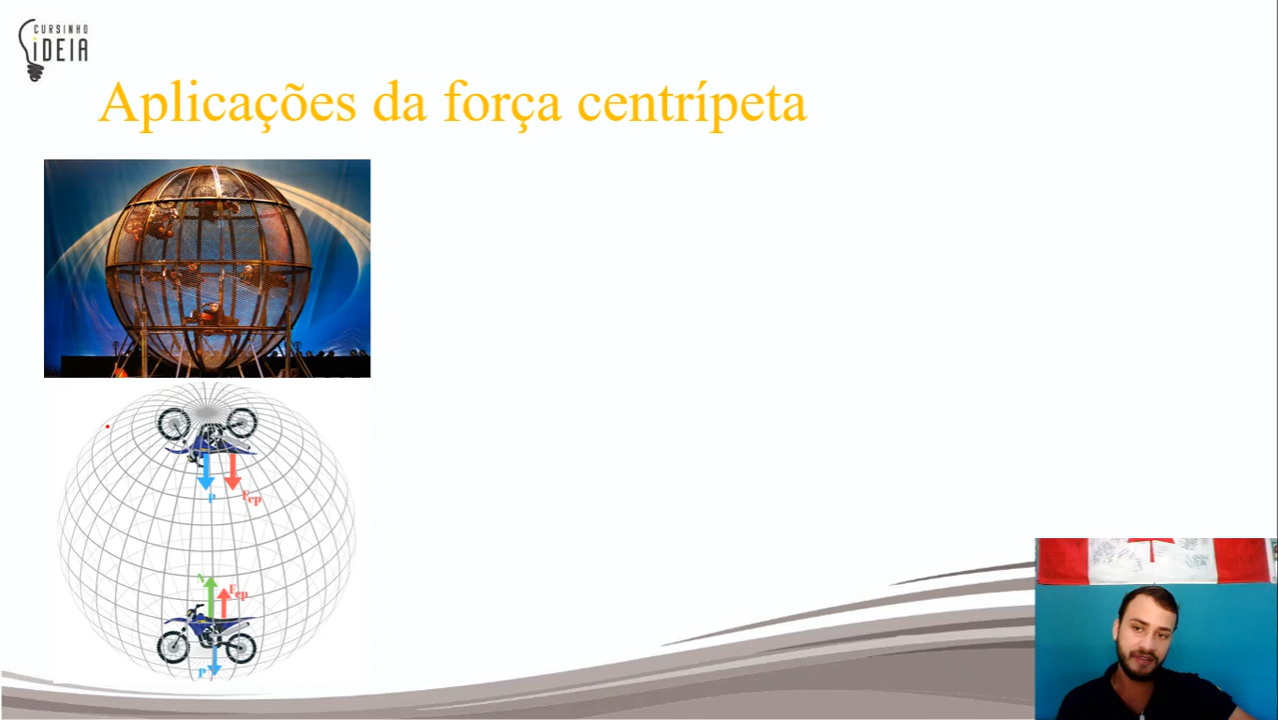 CURSINHO
iDEIA
Aplicações da força centrípeta
P
Fcp
N
Fcp
P